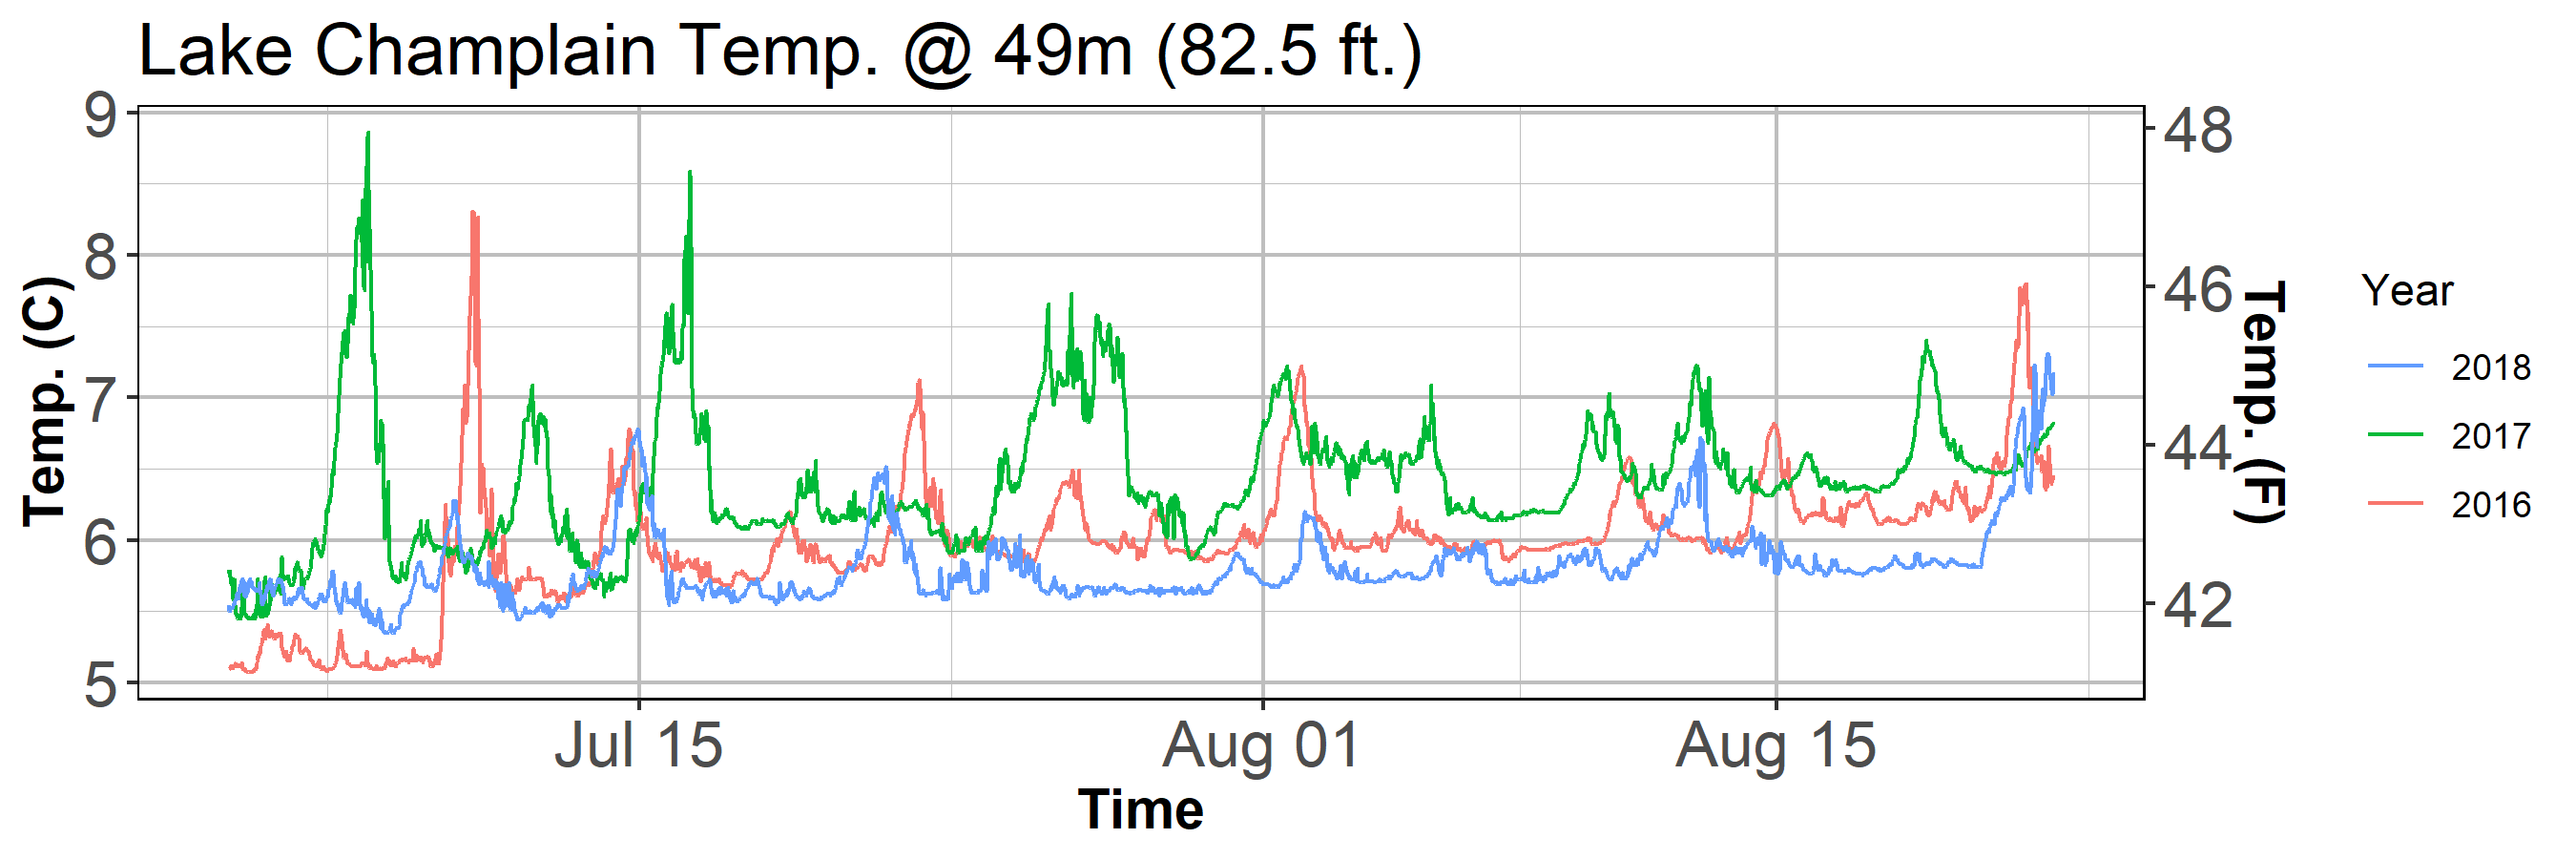 Lake Champlain Temp. @ 49m (82.5 ft.)
9
8
7
6
5
Temp. (C)
48
46
44
42
Temp. (F)
Jul 15
Aug 01
Aug 15
Time
Year
2018
2017
2016